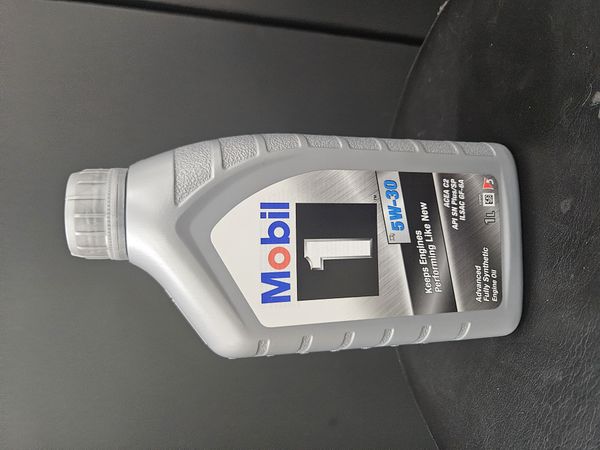 Mobil
1
™
5W-30
Keeps Engines
Performing Like New
ACEA C2
API SN Plus/SP
ILSAC GF-6A
1L
Advanced
Fully Synthetic
Engine Oil